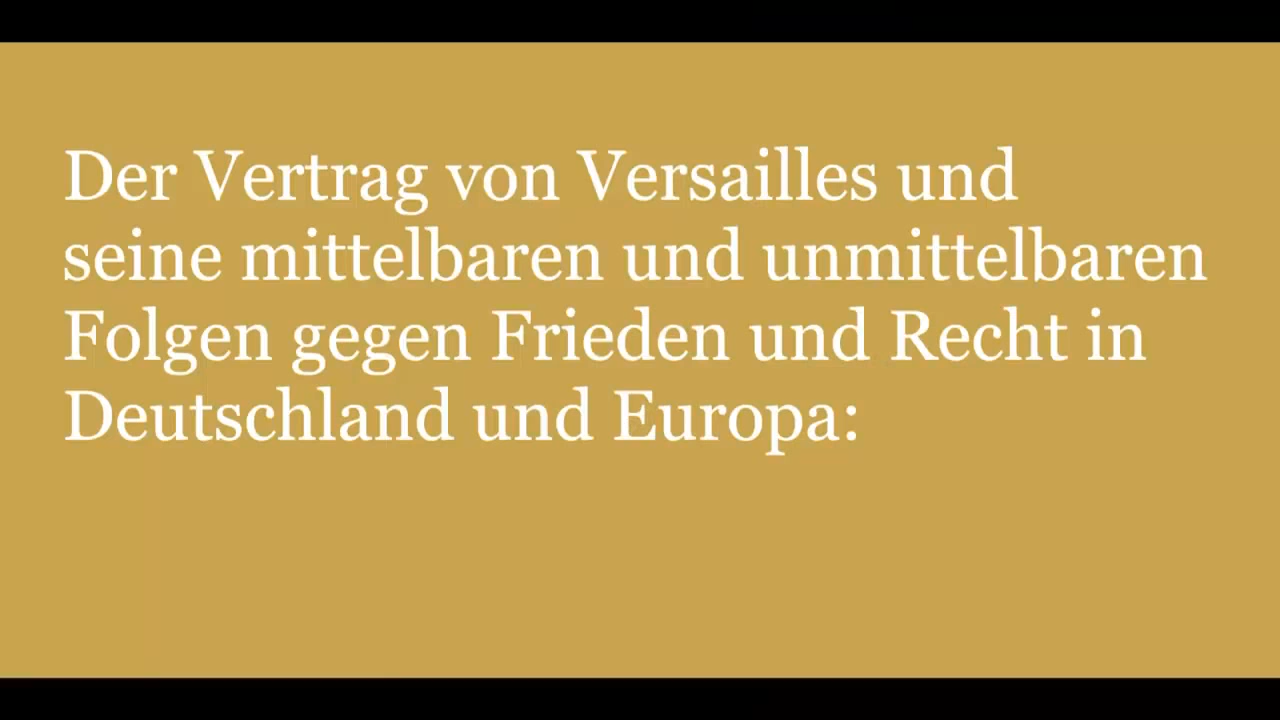 Der Vertrag von Versailles und
seine mittelbaren und unmittelbaren
Folgen gegen Frieden und Recht in
Deutschland und Europa: